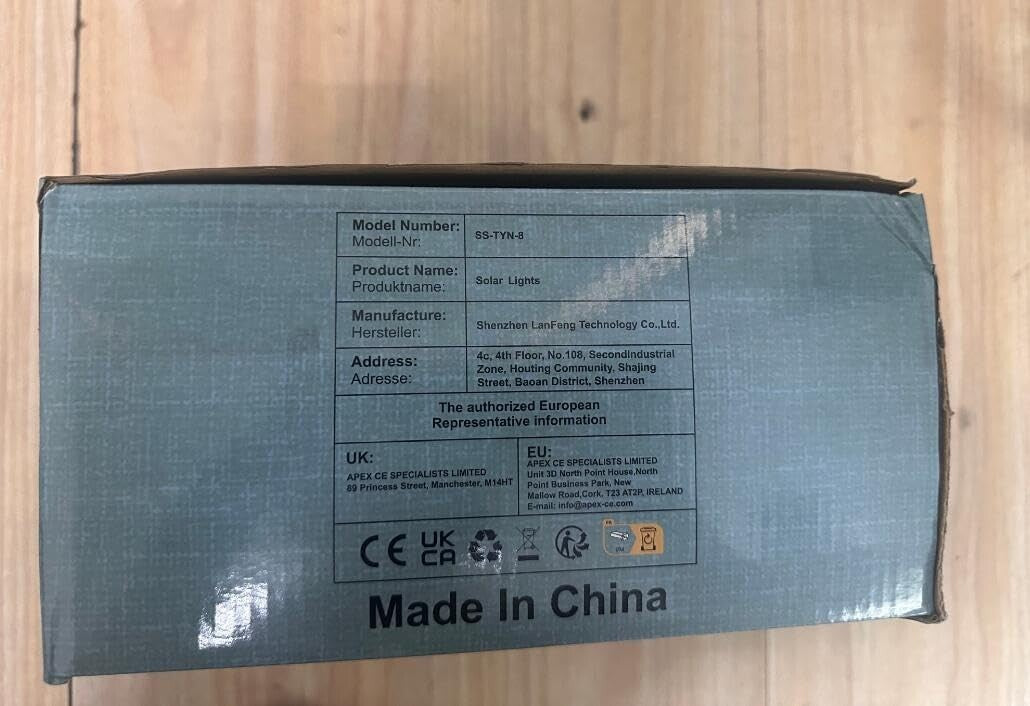 Model Number:
Modell-Nr:
SS-TYN-8
Product Name:
Produktname:
Solar Lights
Manufacture:
Hersteller:
Shenzhen LanFeng Technology Co.,Ltd.
Address:
Adresse:
4c, 4th Floor, No.108, SecondIndustrial
Zone, Houting Community, Shajing
Street, Baoan District, Shenzhen
The authorized European
Representative information
UK:
APEX CE SPECIALISTS LIMITED
89 Princess Street, Manchester, M14HT
EU:
APEX CE SPECIALISTS LIMITED
Unit 3D North Point House,North
Point Business Park, New
Mallow Road,Cork, T23 AT2P, IRELAND
E-mail: info@apex-ce.com
CE
UK
CA
FR
Made In China